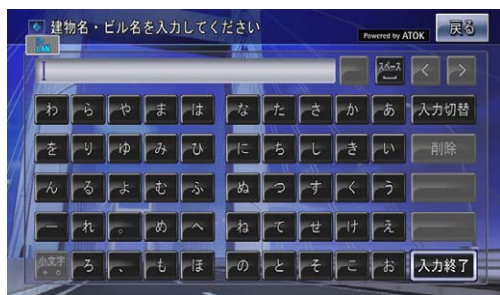 建物名・ビル名を入力してください
Powered by ATOK
戻る
LAN
スペース
< >
わ ら や ま は な た さ か あ 入力切替
を り ゆ み ひ に ち し き い 削除
ん る よ む ふ ぬ つ す く う
ー れ 。 め へ ね て せ け え
小文字 ろ 、 も ほ の と そ こ お 入力終了